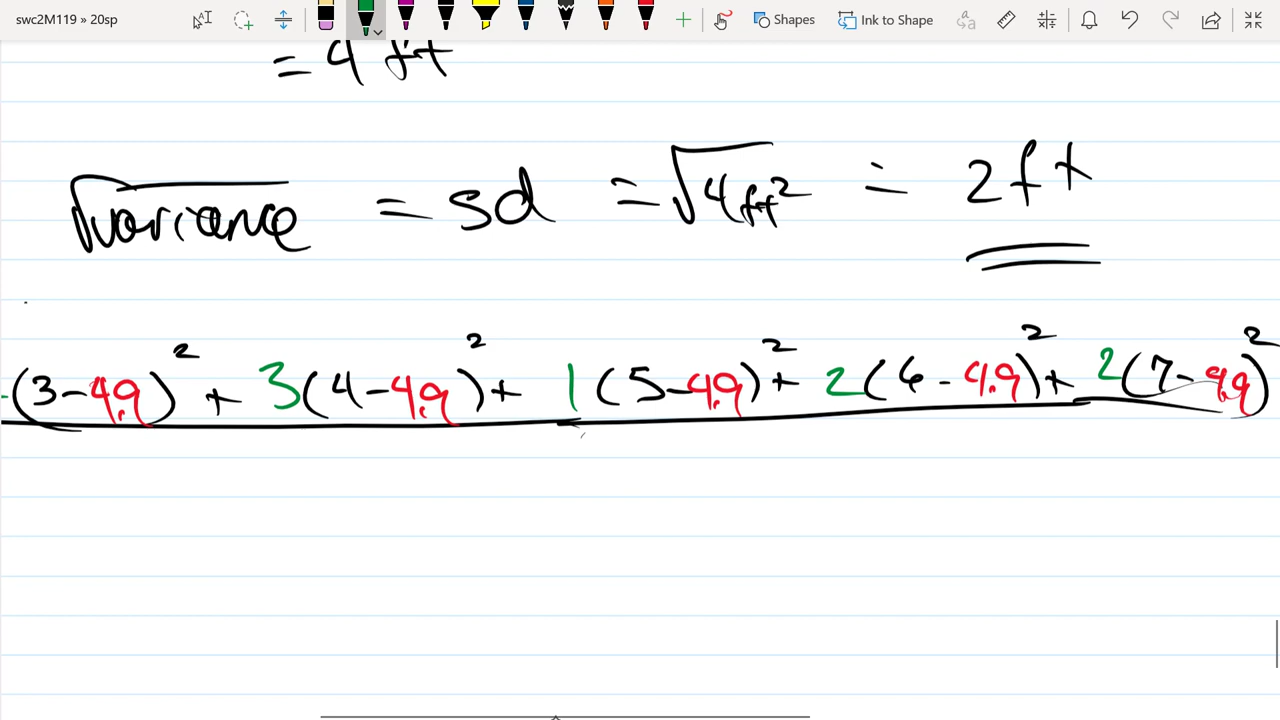 swc2M119 » 20sp Shapes Ink to Shape
= 4 ft
√variance = sd = √4ft² = 2ft
(3-4.9)² + 3(4-4.9)² + 1(5-4.9)² + 2(6-4.9)² + 2(7-4.9)²